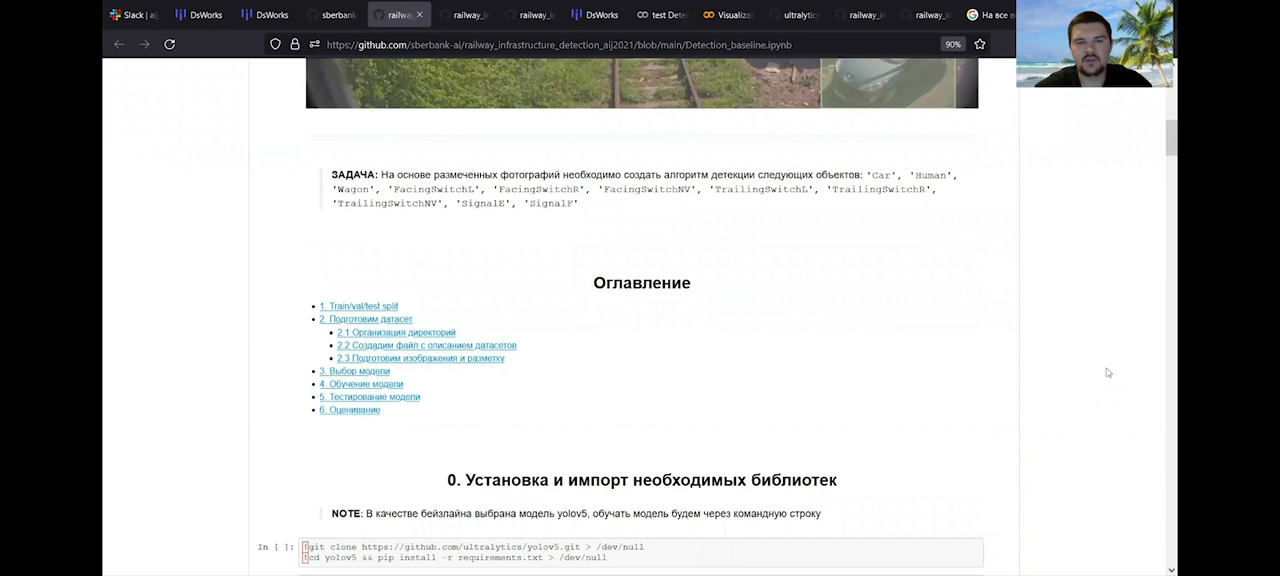 Slack | aij
DsWorks
DsWorks
sberbank
railway
railway_in
railway_in
DsWorks
test Dete
Visualiza
ultralytic
railway_in
railway_in
На все в
https://github.com/sberbank-ai/railway_infrastructure_detection_aij2021/blob/main/Detection_baseline.ipynb
90%
ЗАДАЧА: На основе размеченных фотографий необходимо создать алгоритм детекции следующих объектов: 'Car', 'Human',
'Wagon', 'FacingSwitchL', 'FacingSwitchR', 'FacingSwitchNV', 'TrailingSwitchL', 'TrailingSwitchR',
'TrailingSwitchNV', 'SignalE', 'SignalF'
Оглавление
1. Train/val/test split
2. Подготовим датасет
2.1 Организация директорий
2.2 Создадим файл с описанием датасетов
2.3 Подготовим изображения и разметку
3. Выбор модели
4. Обучение модели
5. Тестирование модели
6. Оценивание
0. Установка и импорт необходимых библиотек
NOTE: В качестве бейзлайна выбрана модель yolov5, обучать модель будем через командную строку
In [ ]: !git clone https://github.com/ultralytics/yolov5.git > /dev/null
!cd yolov5 && pip install -r requirements.txt > /dev/null